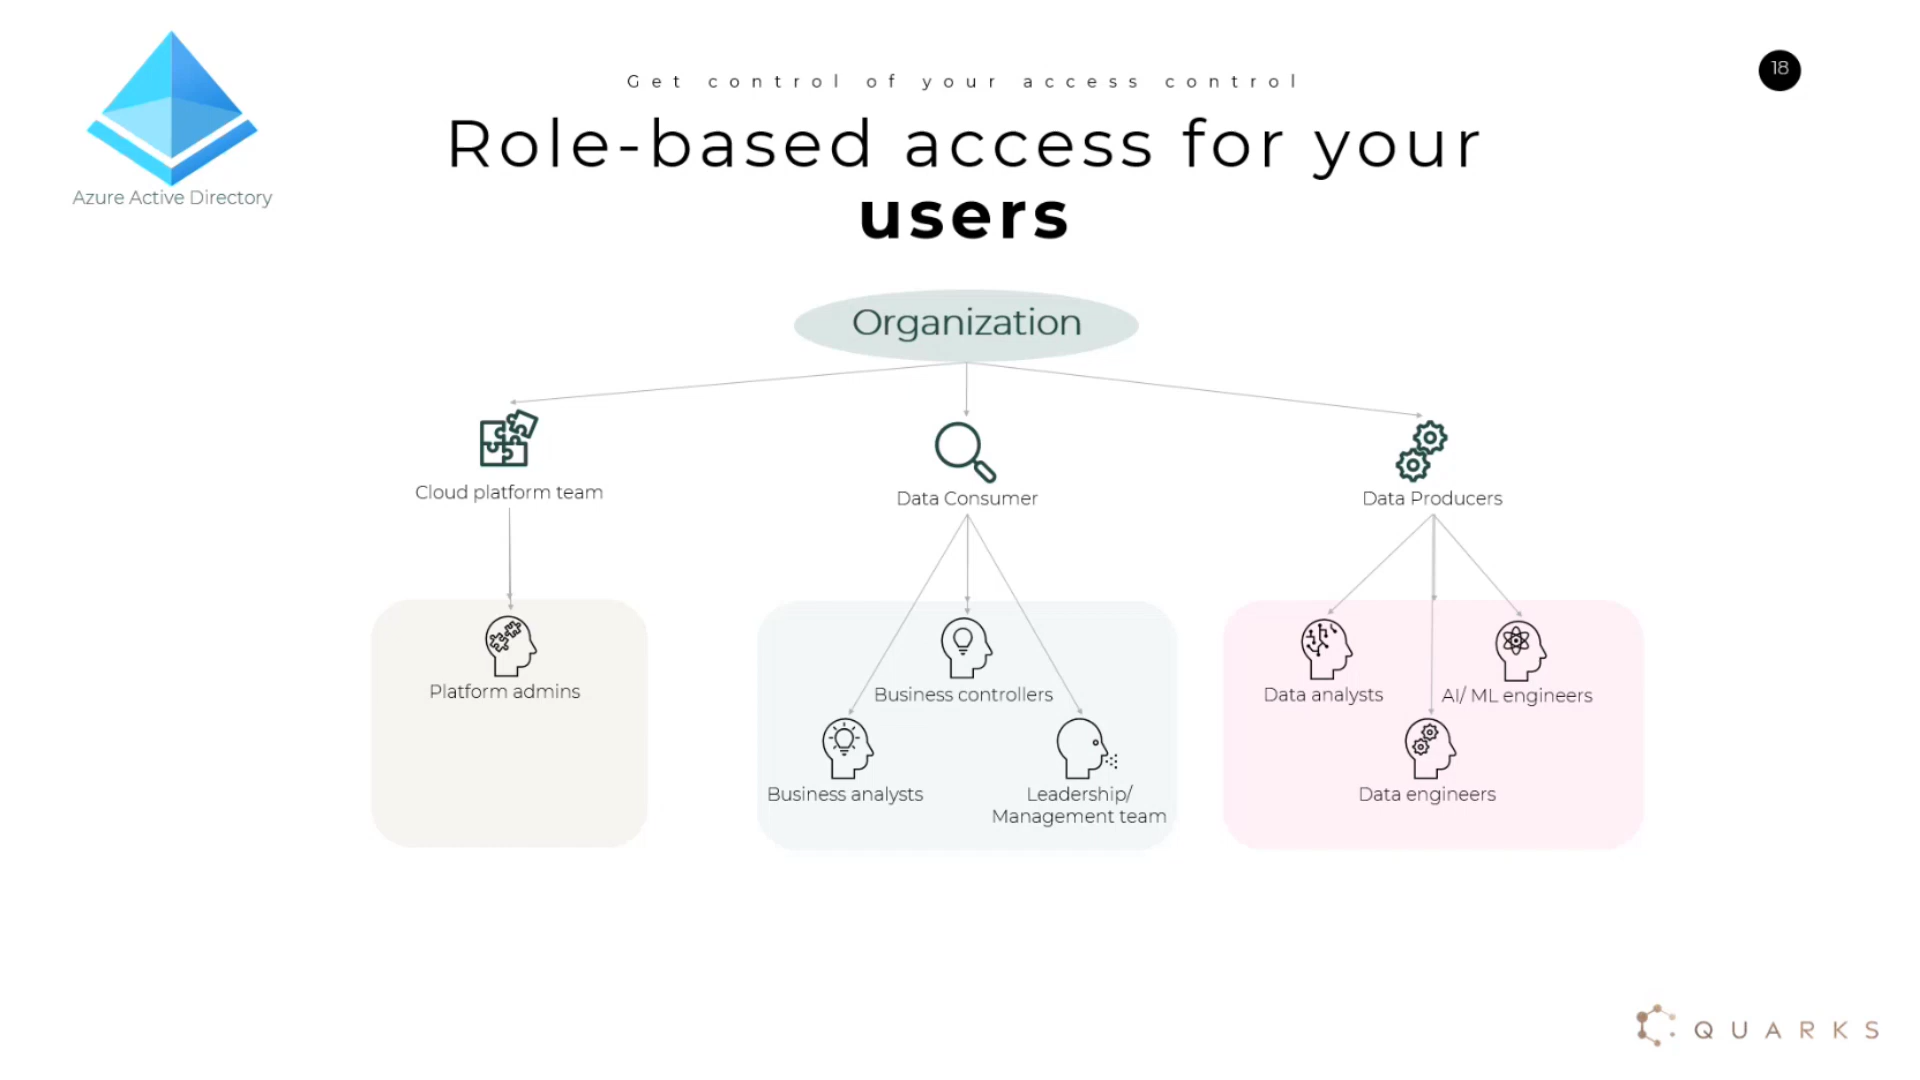 Azure Active Directory
Get control of your access control
18
Role-based access for your
users
Organization
Cloud platform team
Data Consumer
Data Producers
Platform admins
Business controllers
Business analysts
Leadership/
Management team
Data analysts
AI/ ML engineers
Data engineers
QUARKS